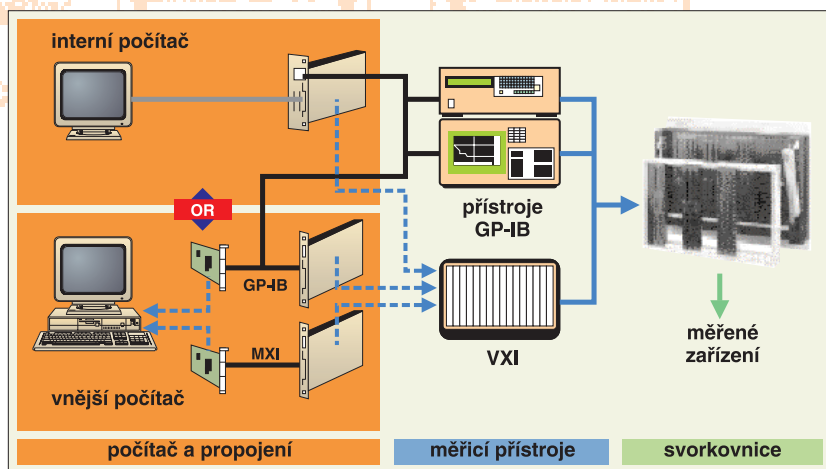 interní počítač
OR
GP-IB
MXI
vnější počítač
přístroje
GP-IB
VXI
měřené
zařízení
počítač a propojení
měřicí přístroje
svorkovnice